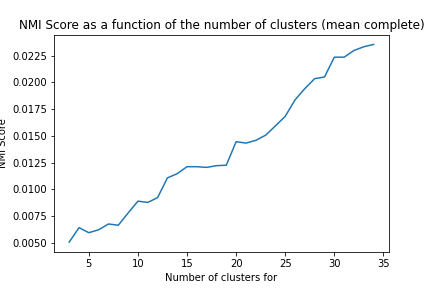 NMI Score as a function of the number of clusters (mean complete)
0.0225
0.0200
0.0175
0.0150
0.0125
0.0100
0.0075
0.0050
NMI Score
5 10 15 20 25 30 35
Number of clusters for